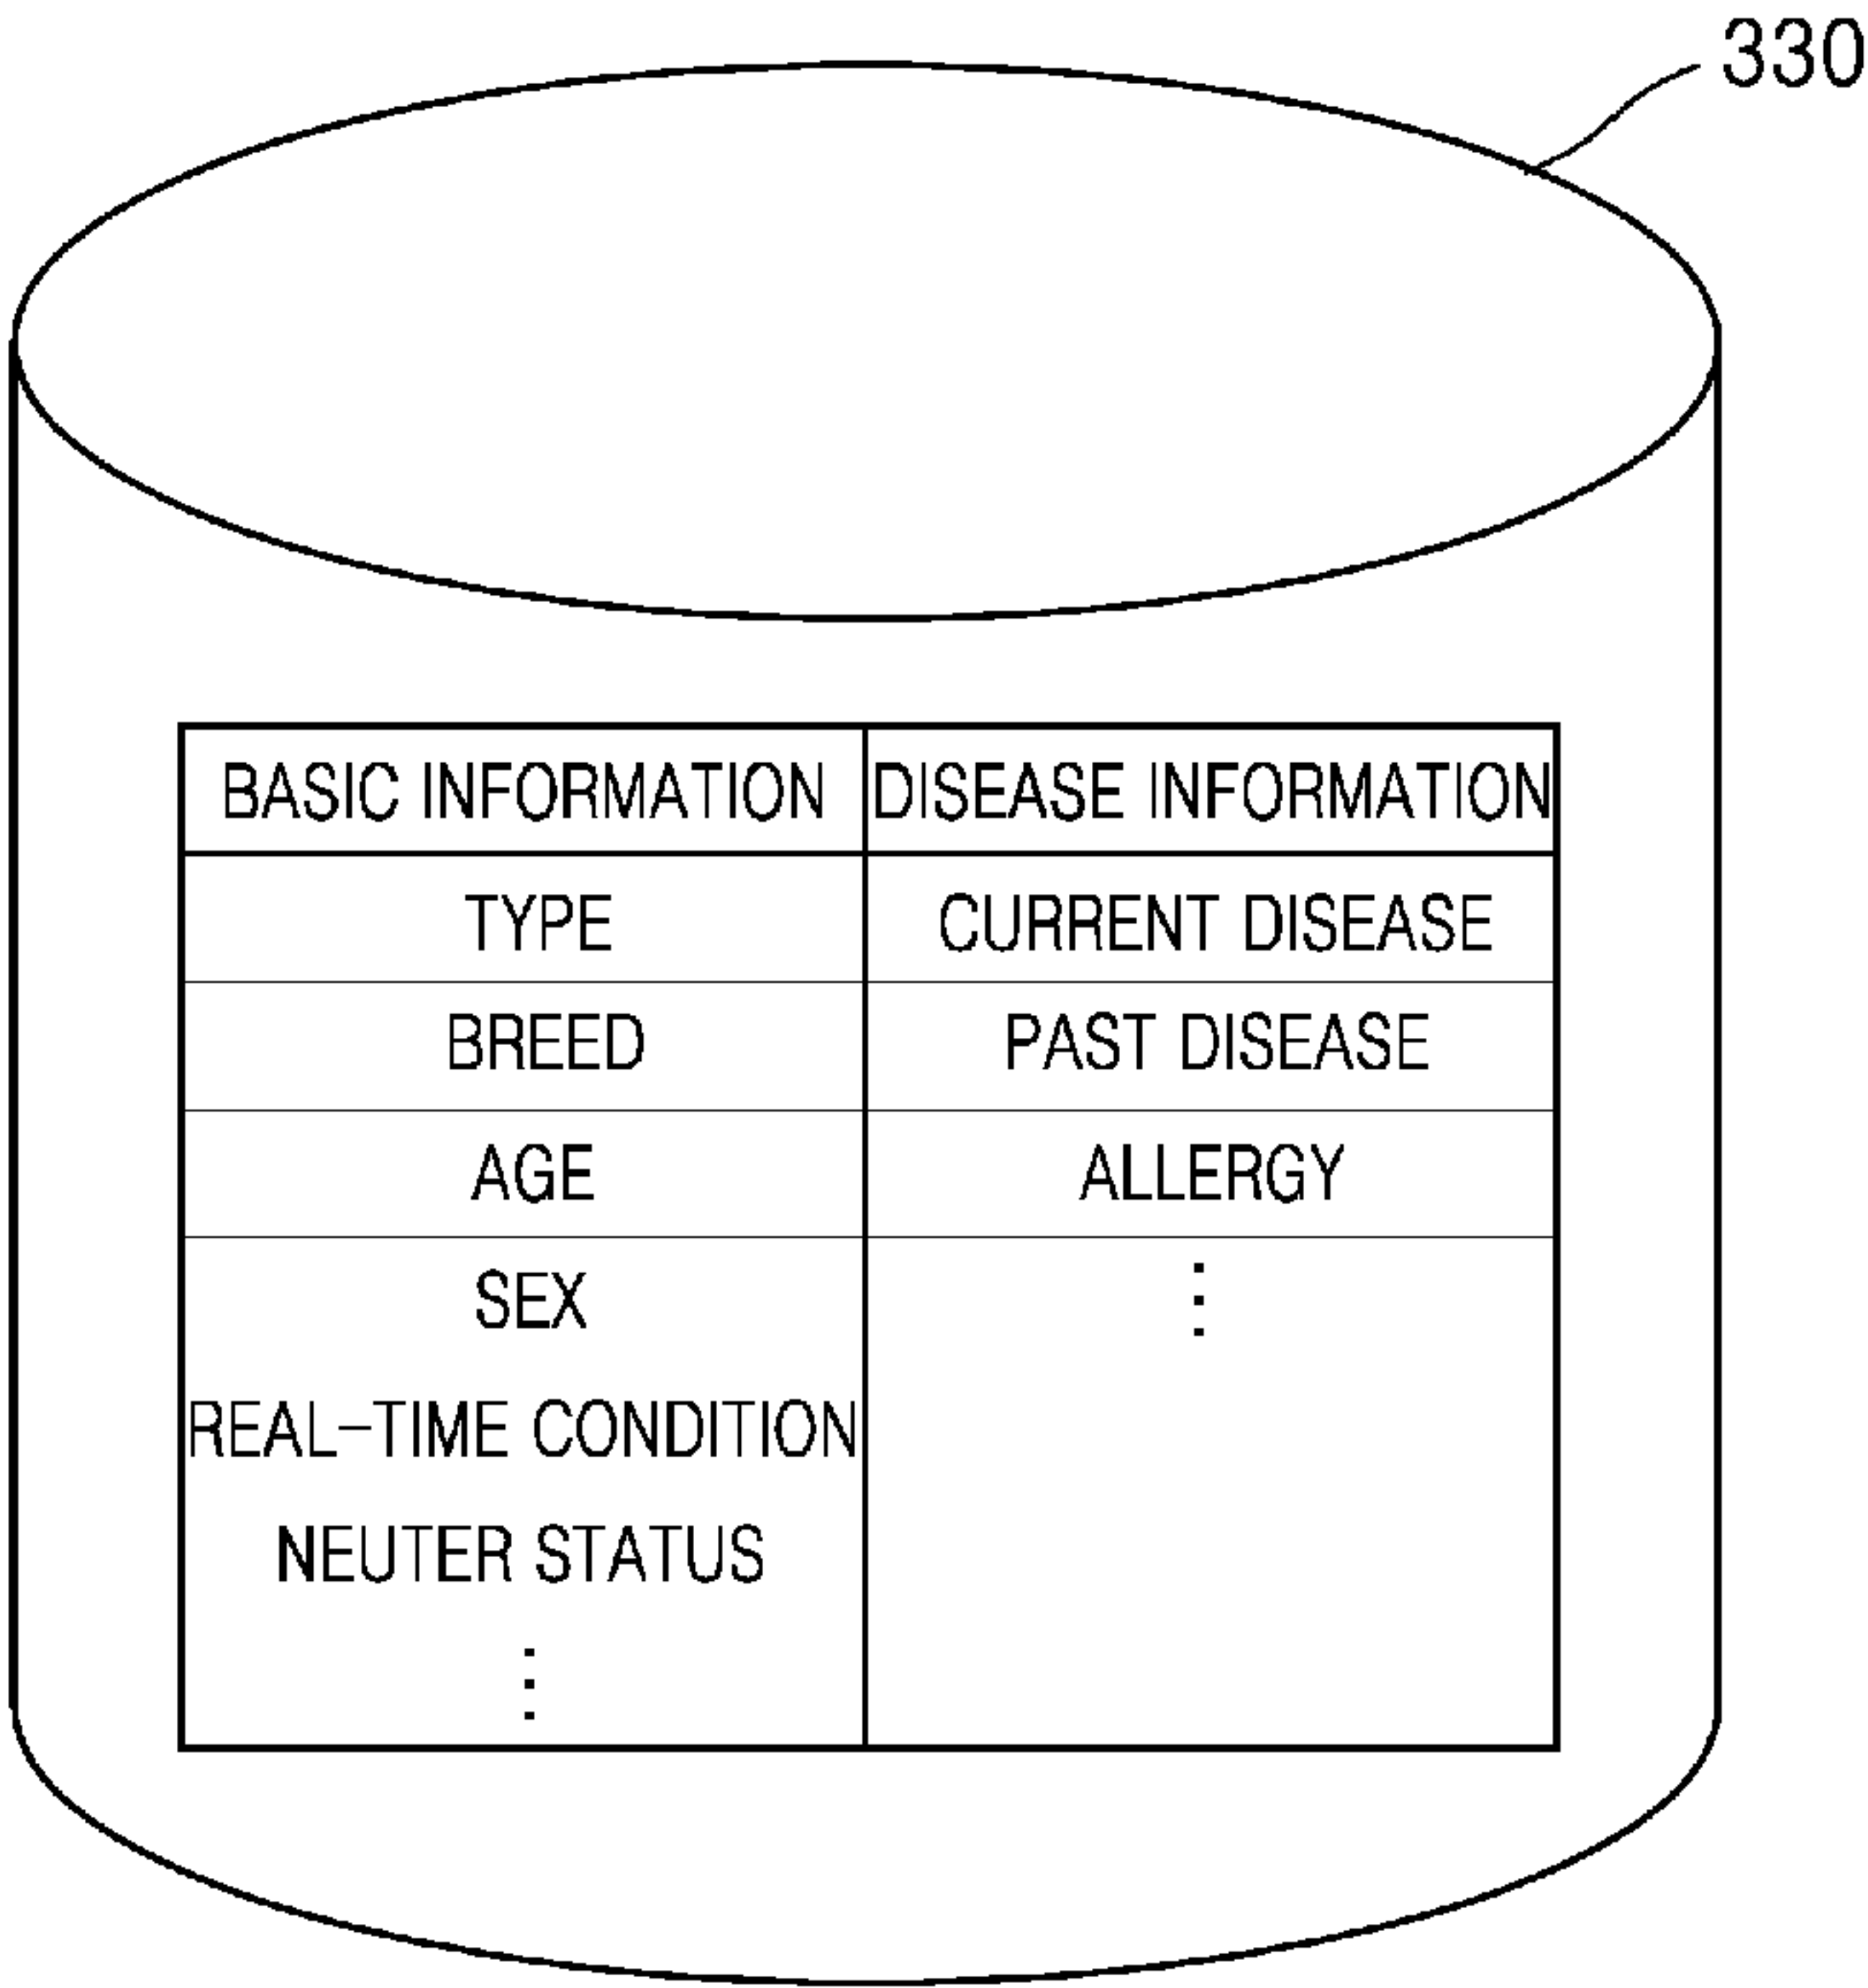 330
BASIC INFORMATION DISEASE INFORMATION
TYPE CURRENT DISEASE
BREED PAST DISEASE
AGE ALLERGY
SEX ⋮
REAL-TIME CONDITION
NEUTER STATUS
⋮